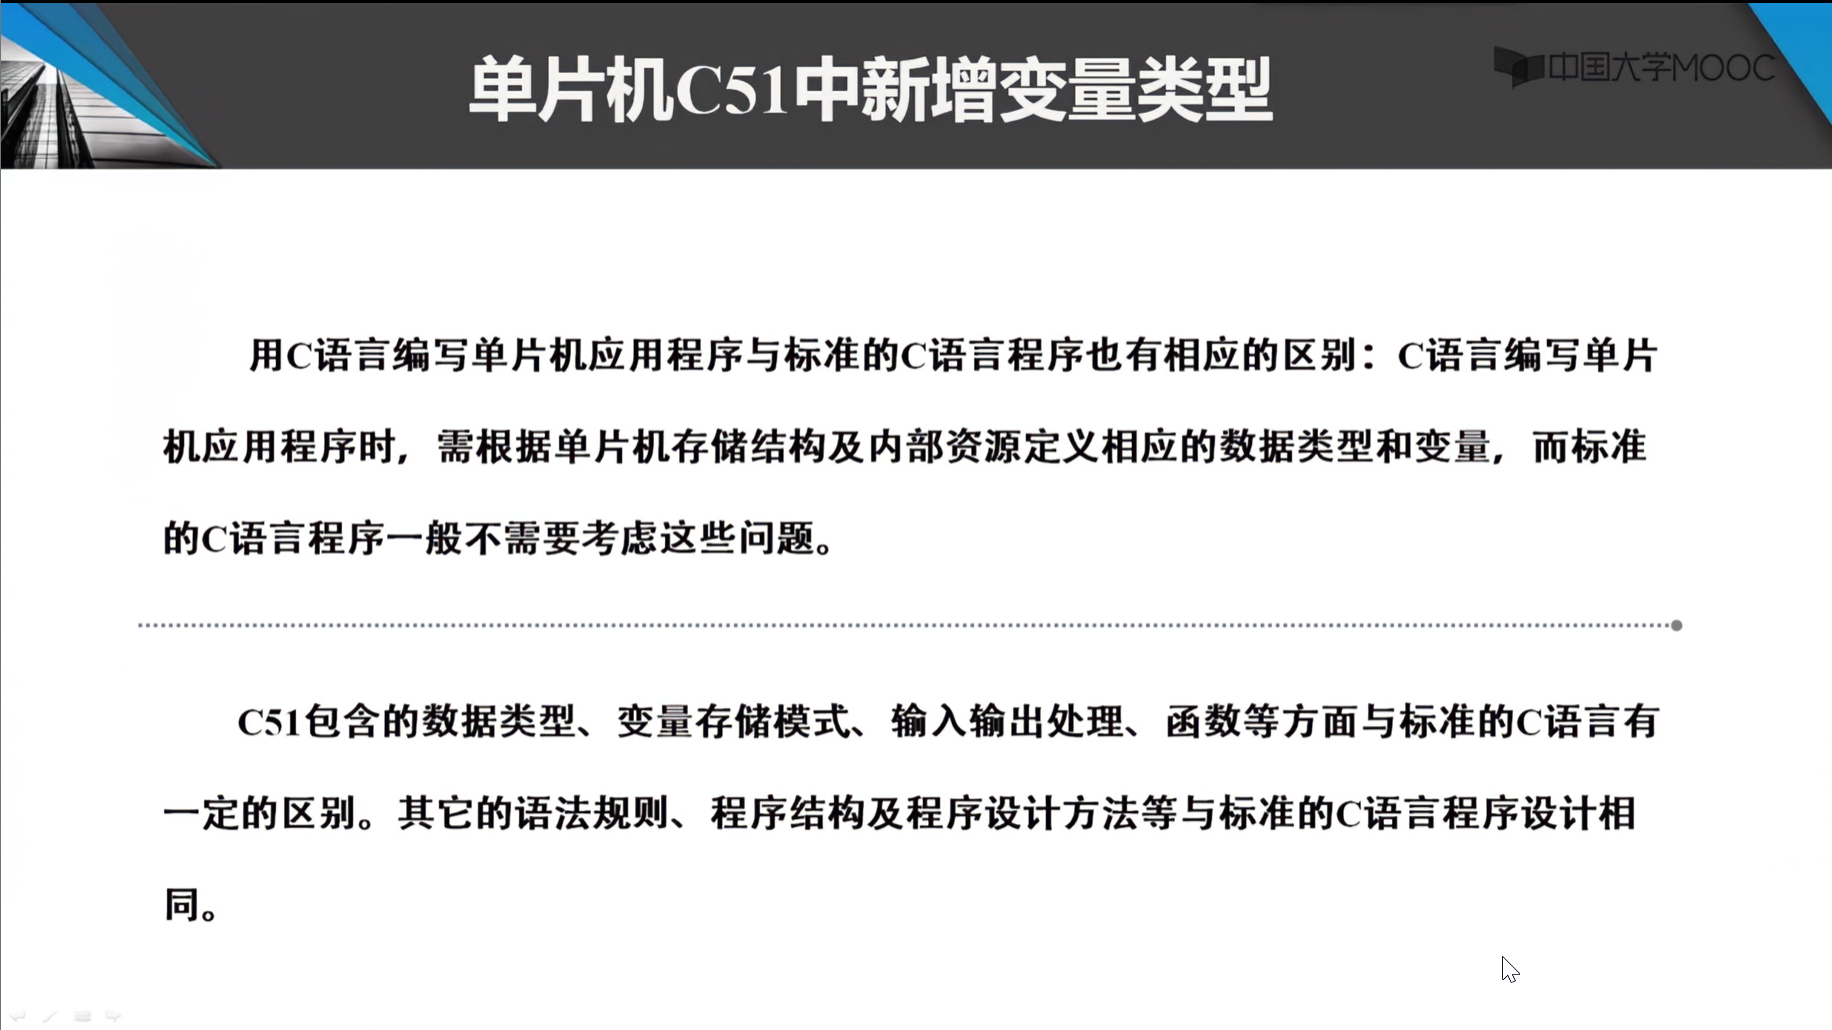 单片机C51中新增变量类型
中国大学MOOC
用C语言编写单片机应用程序与标准的C语言程序也有相应的区别：C语言编写单片
机应用程序时，需根据单片机存储结构及内部资源定义相应的数据类型和变量，而标准
的C语言程序一般不需要考虑这些问题。
C51包含的数据类型、变量存储模式、输入输出处理、函数等方面与标准的C语言有
一定的区别。其它的语法规则、程序结构及程序设计方法等与标准的C语言程序设计相
同。